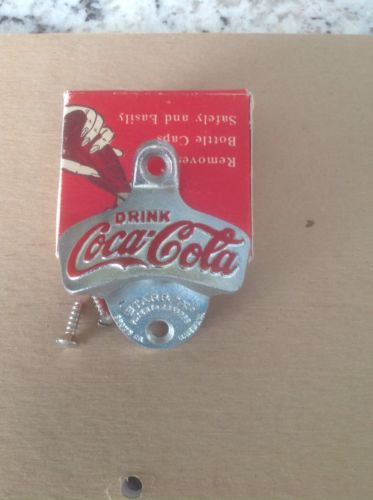 Removes
Bottle Caps
Safely and Easily
DRINK
Coca-Cola
STARR "X"